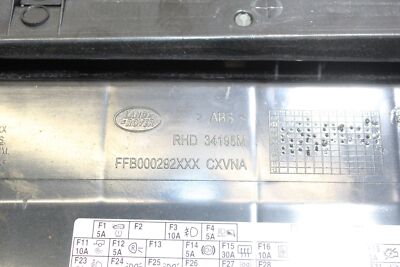 LAND
ROVER
> ABS <
RHD 34196M
FFB000292XXX CXVNA
F1 5A
F2
F3 10A
F4 5A
F11 10A
F12 5A
F13
F14 5A
F15 30A
F16 10A
F23
F24
F25
F26
F27
F28